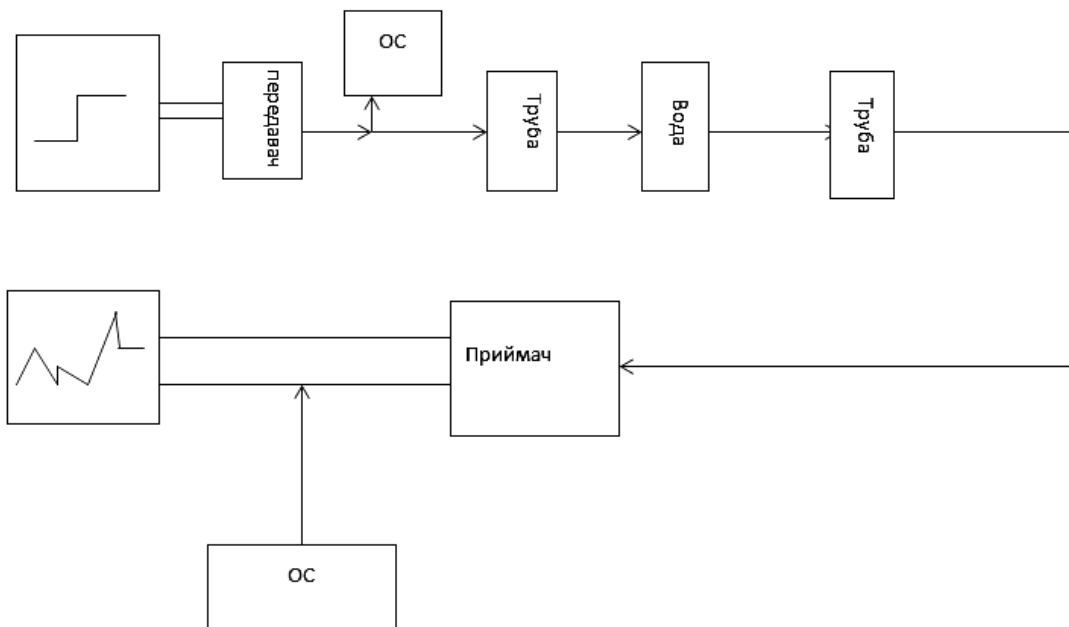 ОС
передавач
Труба
Вода
Труба
Приймач
ОС